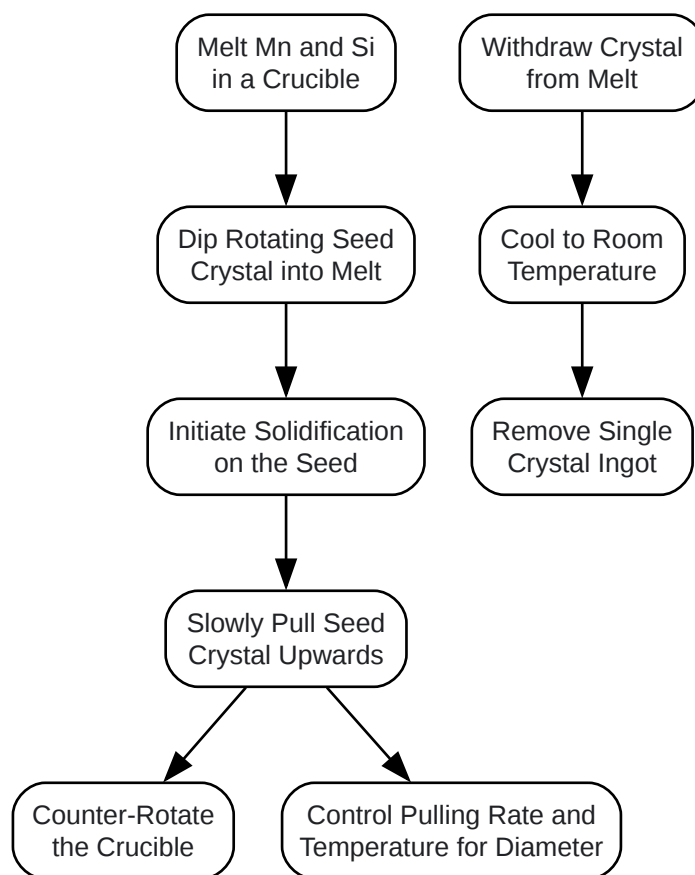 Melt Mn and Si
in a Crucible
Withdraw Crystal
from Melt
Dip Rotating Seed
Crystal into Melt
Cool to Room
Temperature
Initiate Solidification
on the Seed
Remove Single
Crystal Ingot
Slowly Pull Seed
Crystal Upwards
Counter-Rotate
the Crucible
Control Pulling Rate and
Temperature for Diameter